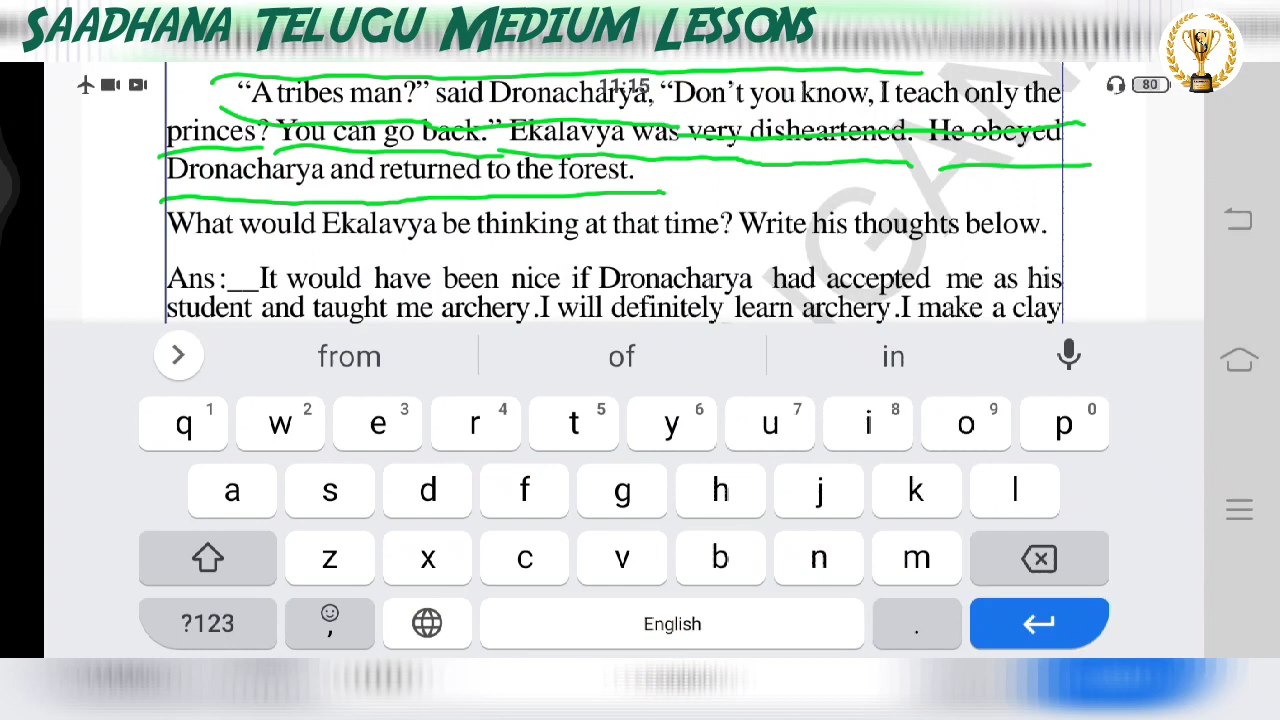 SAADHANA TELUGU MEDIUM LESSONS
11:15
80
“A tribes man?” said Dronacharya, “Don’t you know, I teach only the
princes? You can go back.” Ekalavya was very disheartened. He obeyed
Dronacharya and returned to the forest.
What would Ekalavya be thinking at that time? Write his thoughts below.
Ans :__It would have been nice if Dronacharya had accepted me as his
student and taught me archery .I will definitely learn archery .I make a clay
from of in
q 1 w 2 e 3 r 4 t 5 y 6 u 7 i 8 o 9 p 0
a s d f g h j k l
z x c v b n m
?123 , English .